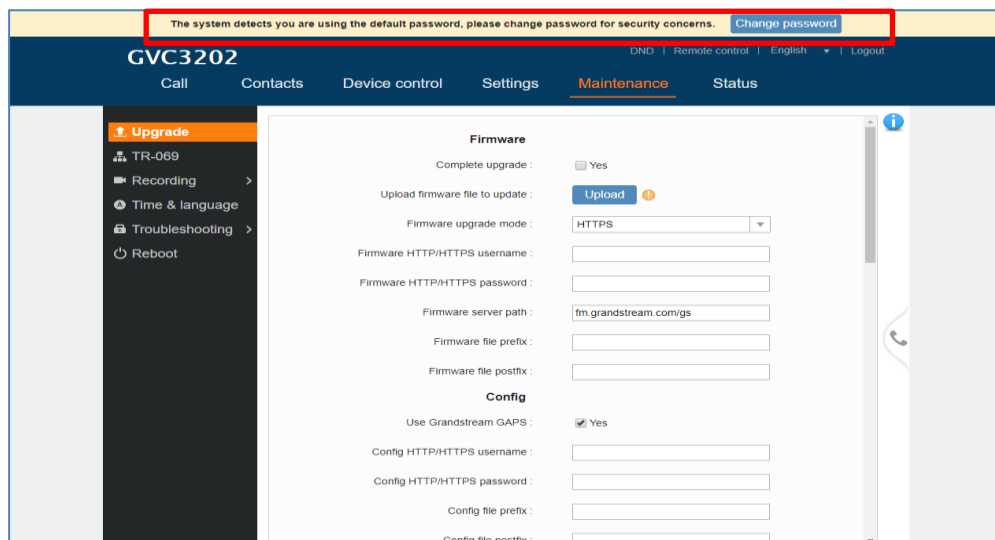 The system detects you are using the default password, please change password for security concerns. Change password
GVC3202
DND | Remote control | English | Logout
Call Contacts Device control Settings Maintenance Status
Upgrade
TR-069
Recording >
Time & language
Troubleshooting >
Reboot
Firmware
Complete upgrade : Yes
Upload firmware file to update : Upload
Firmware upgrade mode : HTTPS
Firmware HTTP/HTTPS username :
Firmware HTTP/HTTPS password :
Firmware server path : fm.grandstream.com/gs
Firmware file prefix :
Firmware file postfix :
Config
Use Grandstream GAPS : Yes
Config HTTP/HTTPS username :
Config HTTP/HTTPS password :
Config file prefix :
Config file postfix :